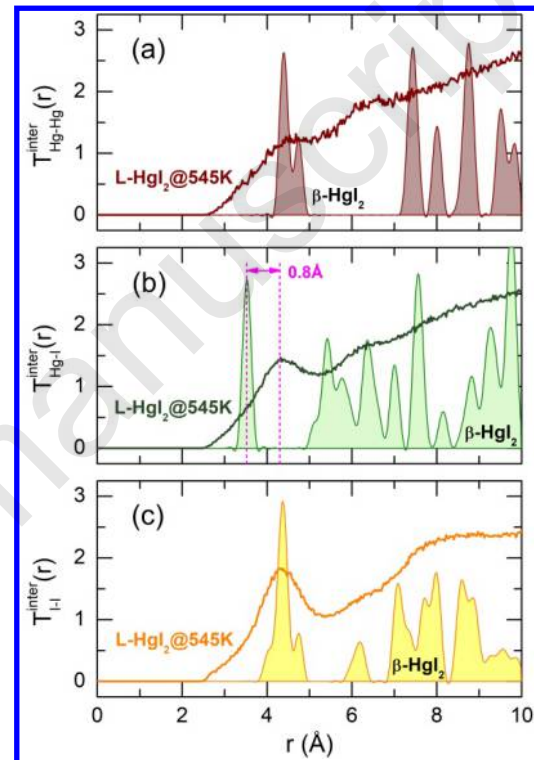 (a)
3
2
1
0
T^inter_Hg-Hg(r)
L-HgI₂@545K
β-HgI₂
(b)
0.8Å
3
2
1
0
T^inter_Hg-I(r)
L-HgI₂@545K
β-HgI₂
(c)
3
2
1
0
T^inter_I-I(r)
L-HgI₂@545K
β-HgI₂
0 2 4 6 8 10
r (Å)
manuscript